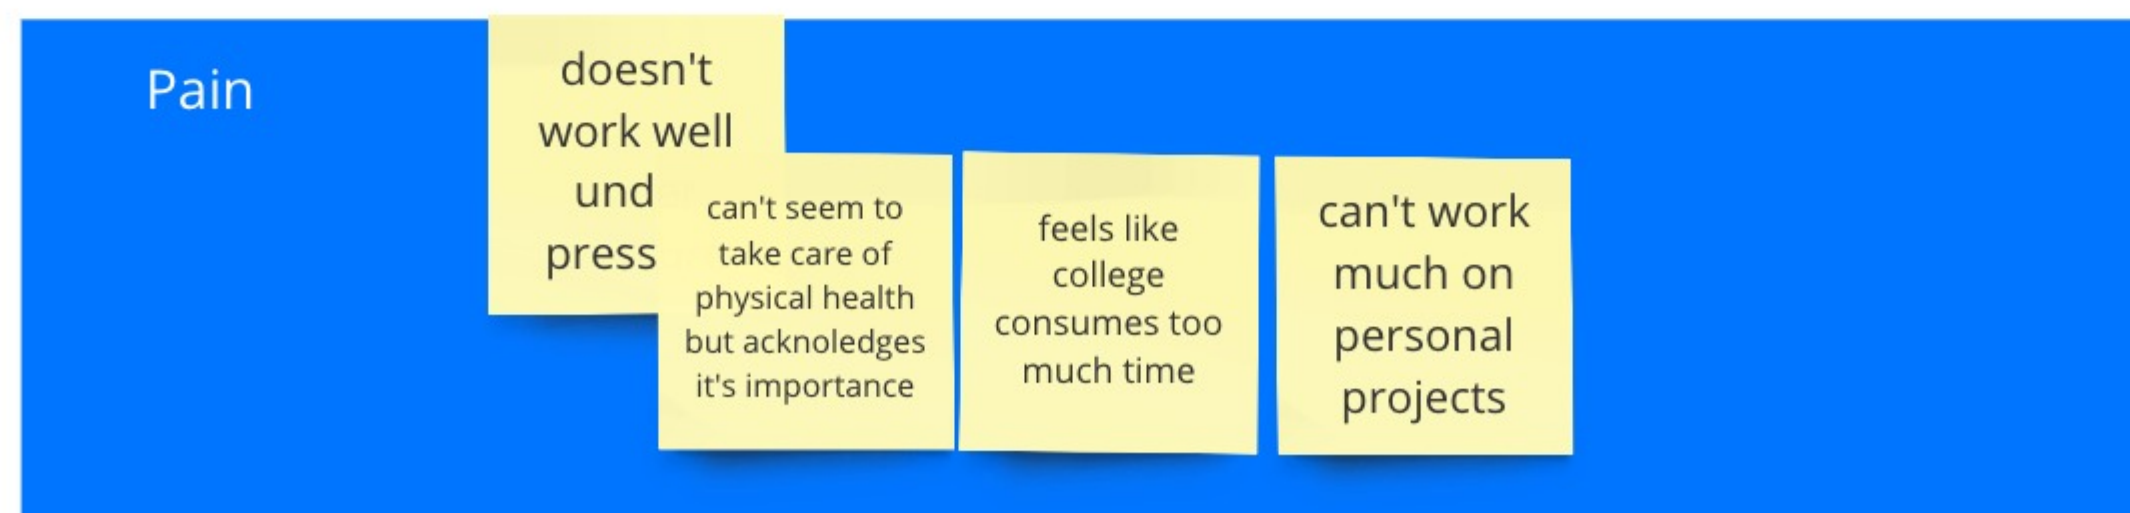 Pain
doesn't
work well
und
press
can't seem to
take care of
physical health
but acknoledges
it's importance
feels like
college
consumes too
much time
can't work
much on
personal
projects